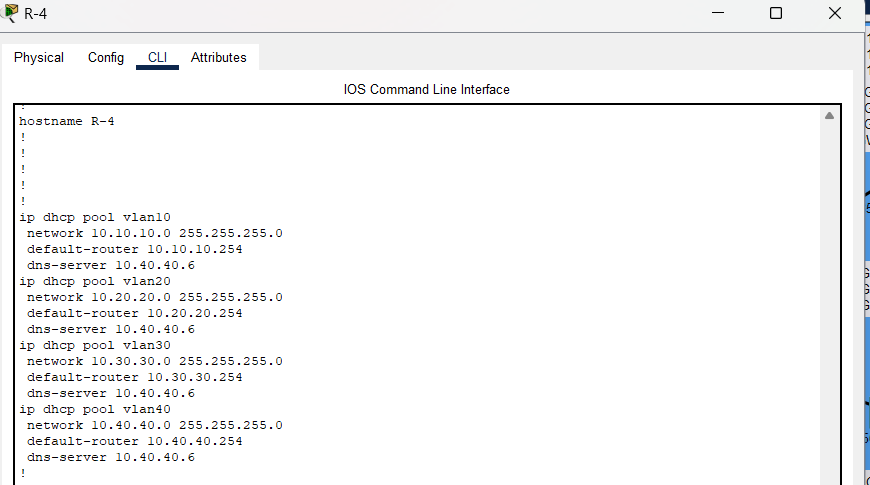 R-4
Physical Config CLI Attributes
IOS Command Line Interface
!
hostname R-4
!
!
!
!
!
ip dhcp pool vlan10
network 10.10.10.0 255.255.255.0
default-router 10.10.10.254
dns-server 10.40.40.6
ip dhcp pool vlan20
network 10.20.20.0 255.255.255.0
default-router 10.20.20.254
dns-server 10.40.40.6
ip dhcp pool vlan30
network 10.30.30.0 255.255.255.0
default-router 10.30.30.254
dns-server 10.40.40.6
ip dhcp pool vlan40
network 10.40.40.0 255.255.255.0
default-router 10.40.40.254
dns-server 10.40.40.6
!